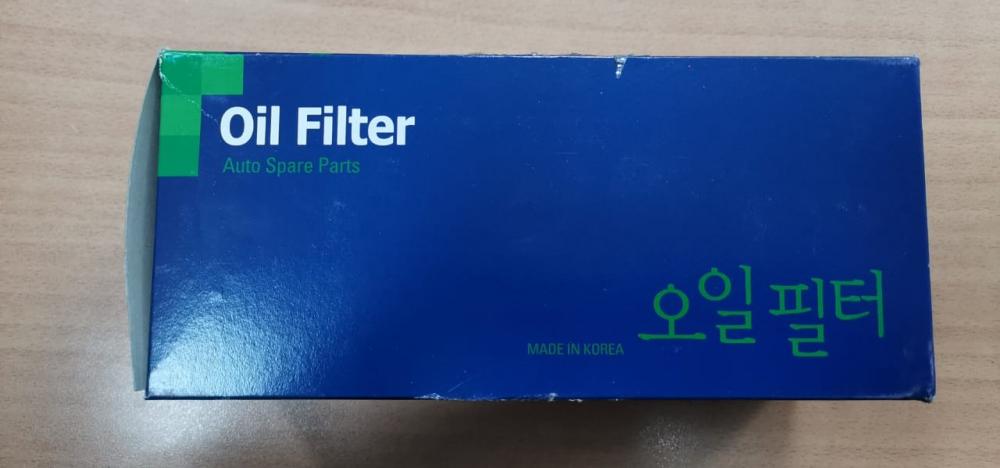 Oil Filter
Auto Spare Parts
MADE IN KOREA
오일필터